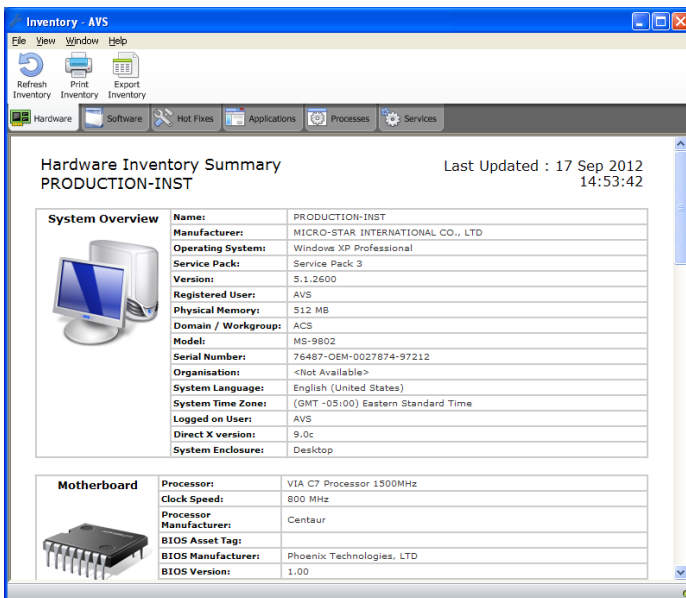 Inventory - AVS
File View Window Help
Refresh Inventory
Print Inventory
Export Inventory
Hardware Software Hot Fixes Applications Processes Services
Hardware Inventory Summary
PRODUCTION-INST
Last Updated : 17 Sep 2012
14:53:42
System Overview
Name: PRODUCTION-INST
Manufacturer: MICRO-STAR INTERNATIONAL CO., LTD
Operating System: Windows XP Professional
Service Pack: Service Pack 3
Version: 5.1.2600
Registered User: AVS
Physical Memory: 512 MB
Domain / Workgroup: ACS
Model: MS-9802
Serial Number: 76487-OEM-0027874-97212
Organisation: <Not Available>
System Language: English (United States)
System Time Zone: (GMT -05:00) Eastern Standard Time
Logged on User: AVS
Direct X version: 9.0c
System Enclosure: Desktop
Motherboard
Processor: VIA C7 Processor 1500MHz
Clock Speed: 800 MHz
Processor Manufacturer: Centaur
BIOS Asset Tag:
BIOS Manufacturer: Phoenix Technologies, LTD
BIOS Version: 1.00